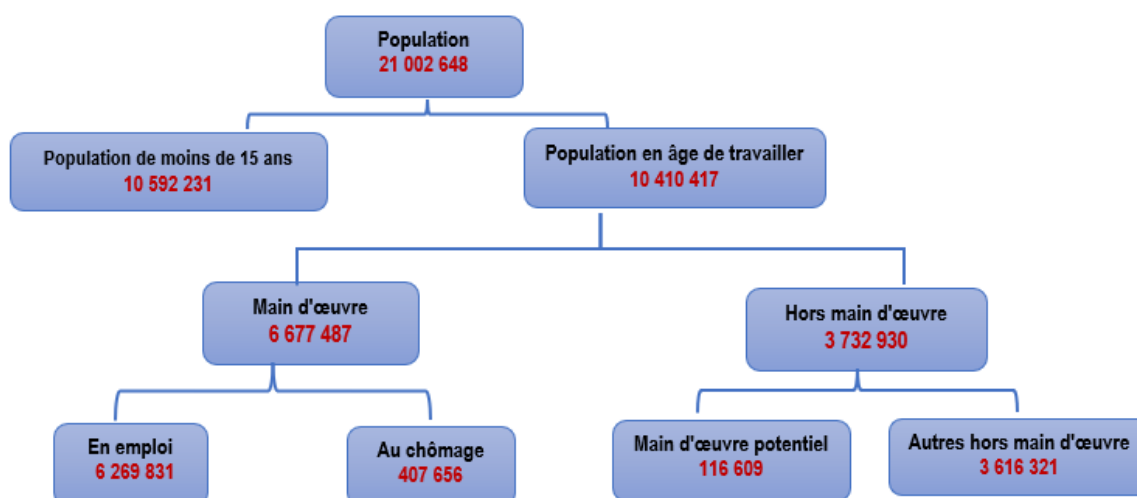 Population
21 002 648
Population de moins de 15 ans
10 592 231
Population en âge de travailler
10 410 417
Main d'œuvre
6 677 487
Hors main d'œuvre
3 732 930
En emploi
6 269 831
Au chômage
407 656
Main d'œuvre potentiel
116 609
Autres hors main d'œuvre
3 616 321